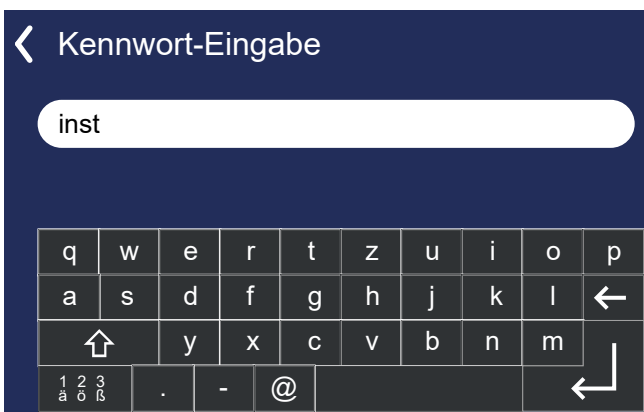 Kennwort-Eingabe
inst
q w e r t z u i o p
a s d f g h j k l
y x c v b n m
1 2 3
ä ö ß . - @